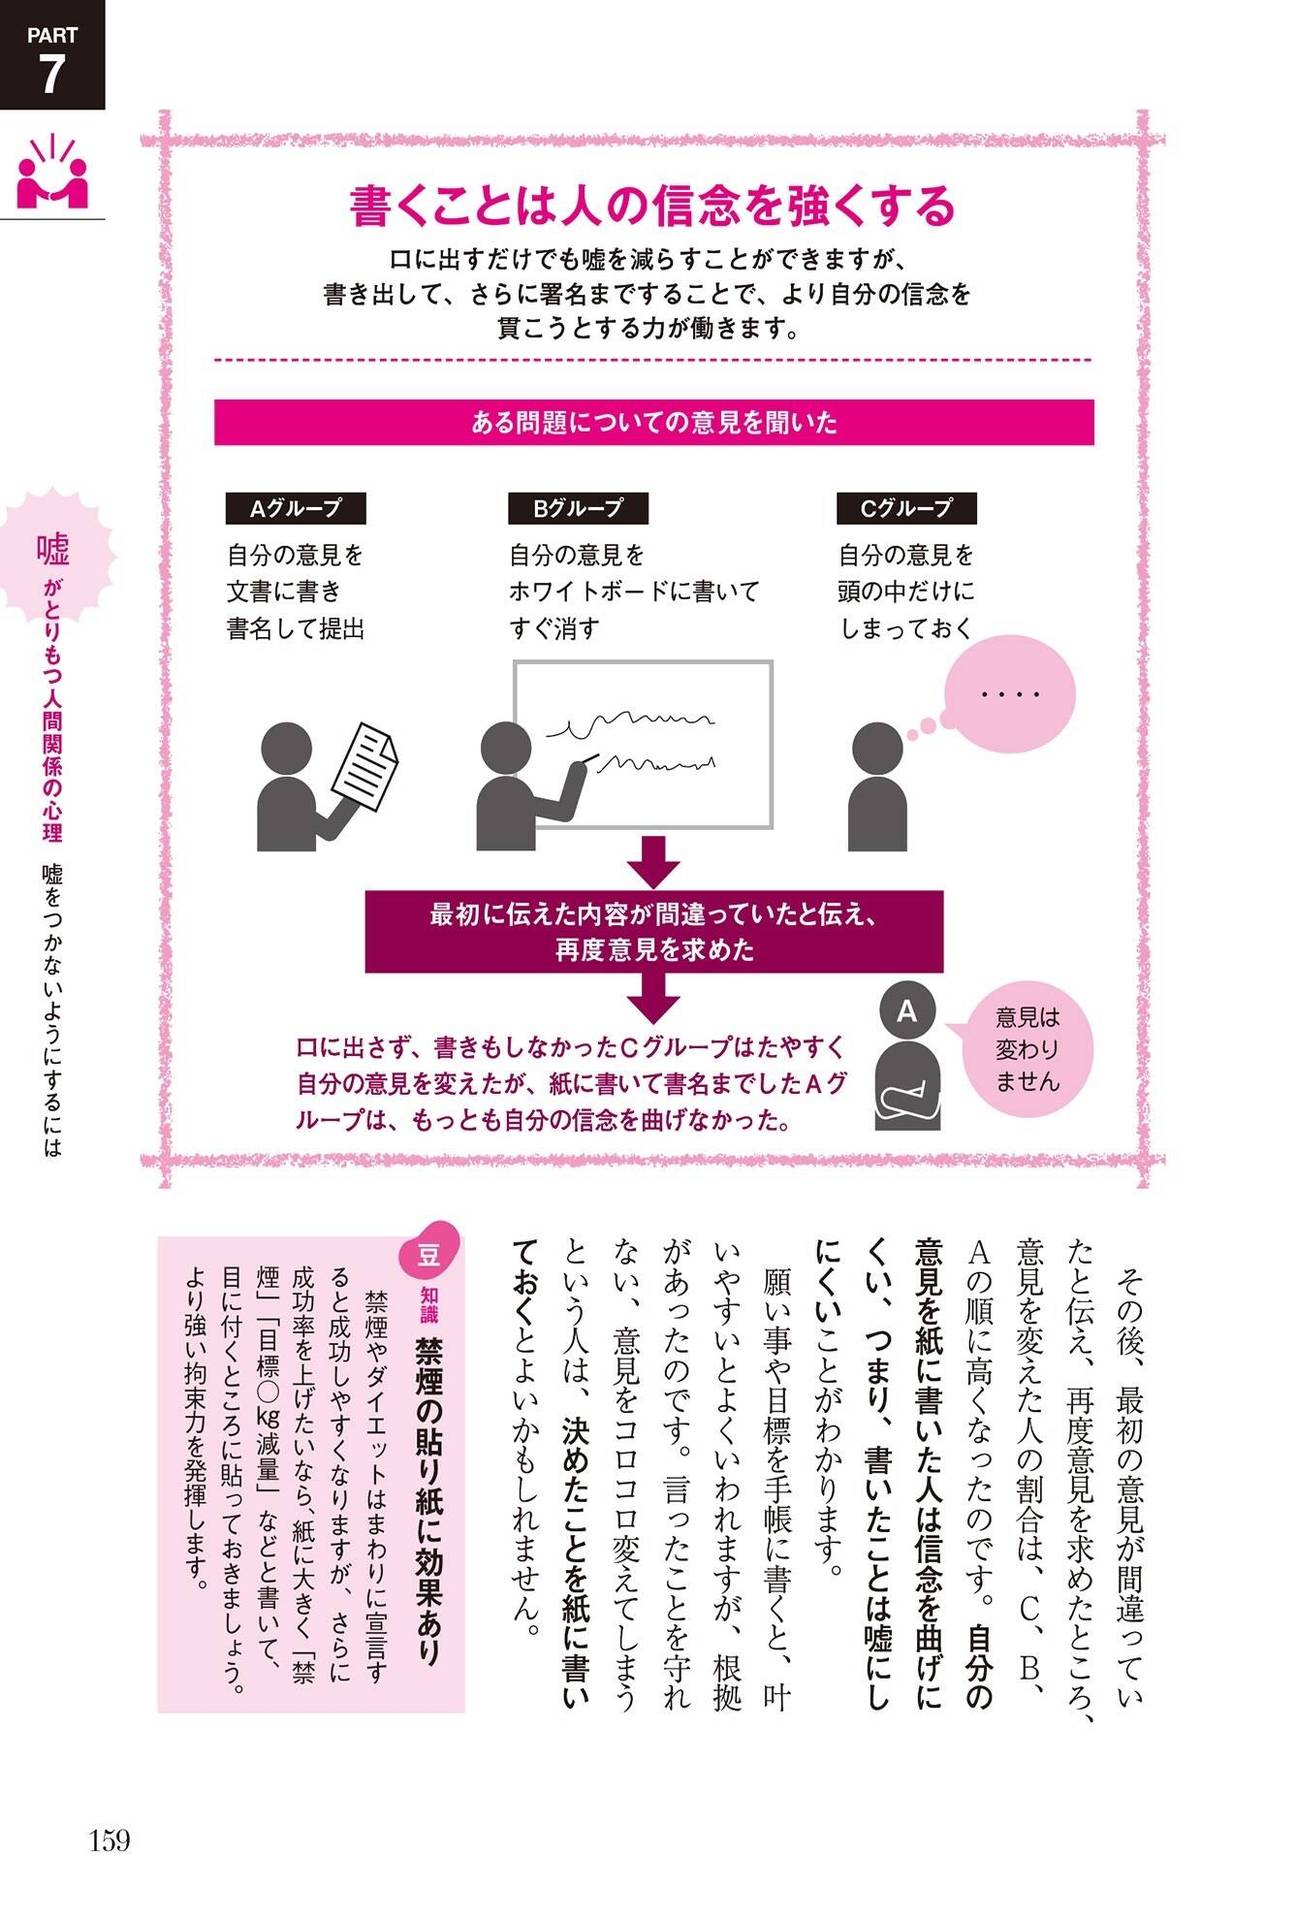 PART
7
書くことは人の信念を強くする
口に出すだけでも嘘を減らすことができますが、
書き出して、さらに署名まですることで、より自分の信念を
貫こうとする力が働きます。
ある問題についての意見を聞いた
Aグループ
自分の意見を
文書に書き
書名して提出
Bグループ
自分の意見を
ホワイトボードに書いて
すぐ消す
Cグループ
自分の意見を
頭の中だけに
しまっておく
・・・・
最初に伝えた内容が間違っていたと伝え、
再度意見を求めた
口に出さず、書きもしなかったCグループはたやすく
自分の意見を変えたが、紙に書いて書名までしたAグ
ループは、もっとも自分の信念を曲げなかった。
A
意見は
変わり
ません
嘘がとりもつ人間関係の心理 嘘をつかないようにするには
その後、最初の意見が間違ってい
たと伝え、再度意見を求めたところ、
意見を変えた人の割合は、C、B、
Aの順に高くなったのです。自分の
意見を紙に書いた人は信念を曲げに
くい、つまり、書いたことは嘘にし
にくいことがわかります。
願い事や目標を手帳に書くと、叶
いやすいとよくいわれますが、根拠
があったのです。言ったことを守れ
ない、意見をコロコロ変えてしまう
という人は、決めたことを紙に書い
ておくとよいかもしれません。
豆知識 禁煙の貼り紙に効果あり
禁煙やダイエットはまわりに宣言す
ると成功しやすくなりますが、さらに
成功率を上げたいなら、紙に大きく「禁
煙」「目標○kg減量」などと書いて、
目に付くところに貼っておきましょう。
より強い拘束力を発揮します。
159